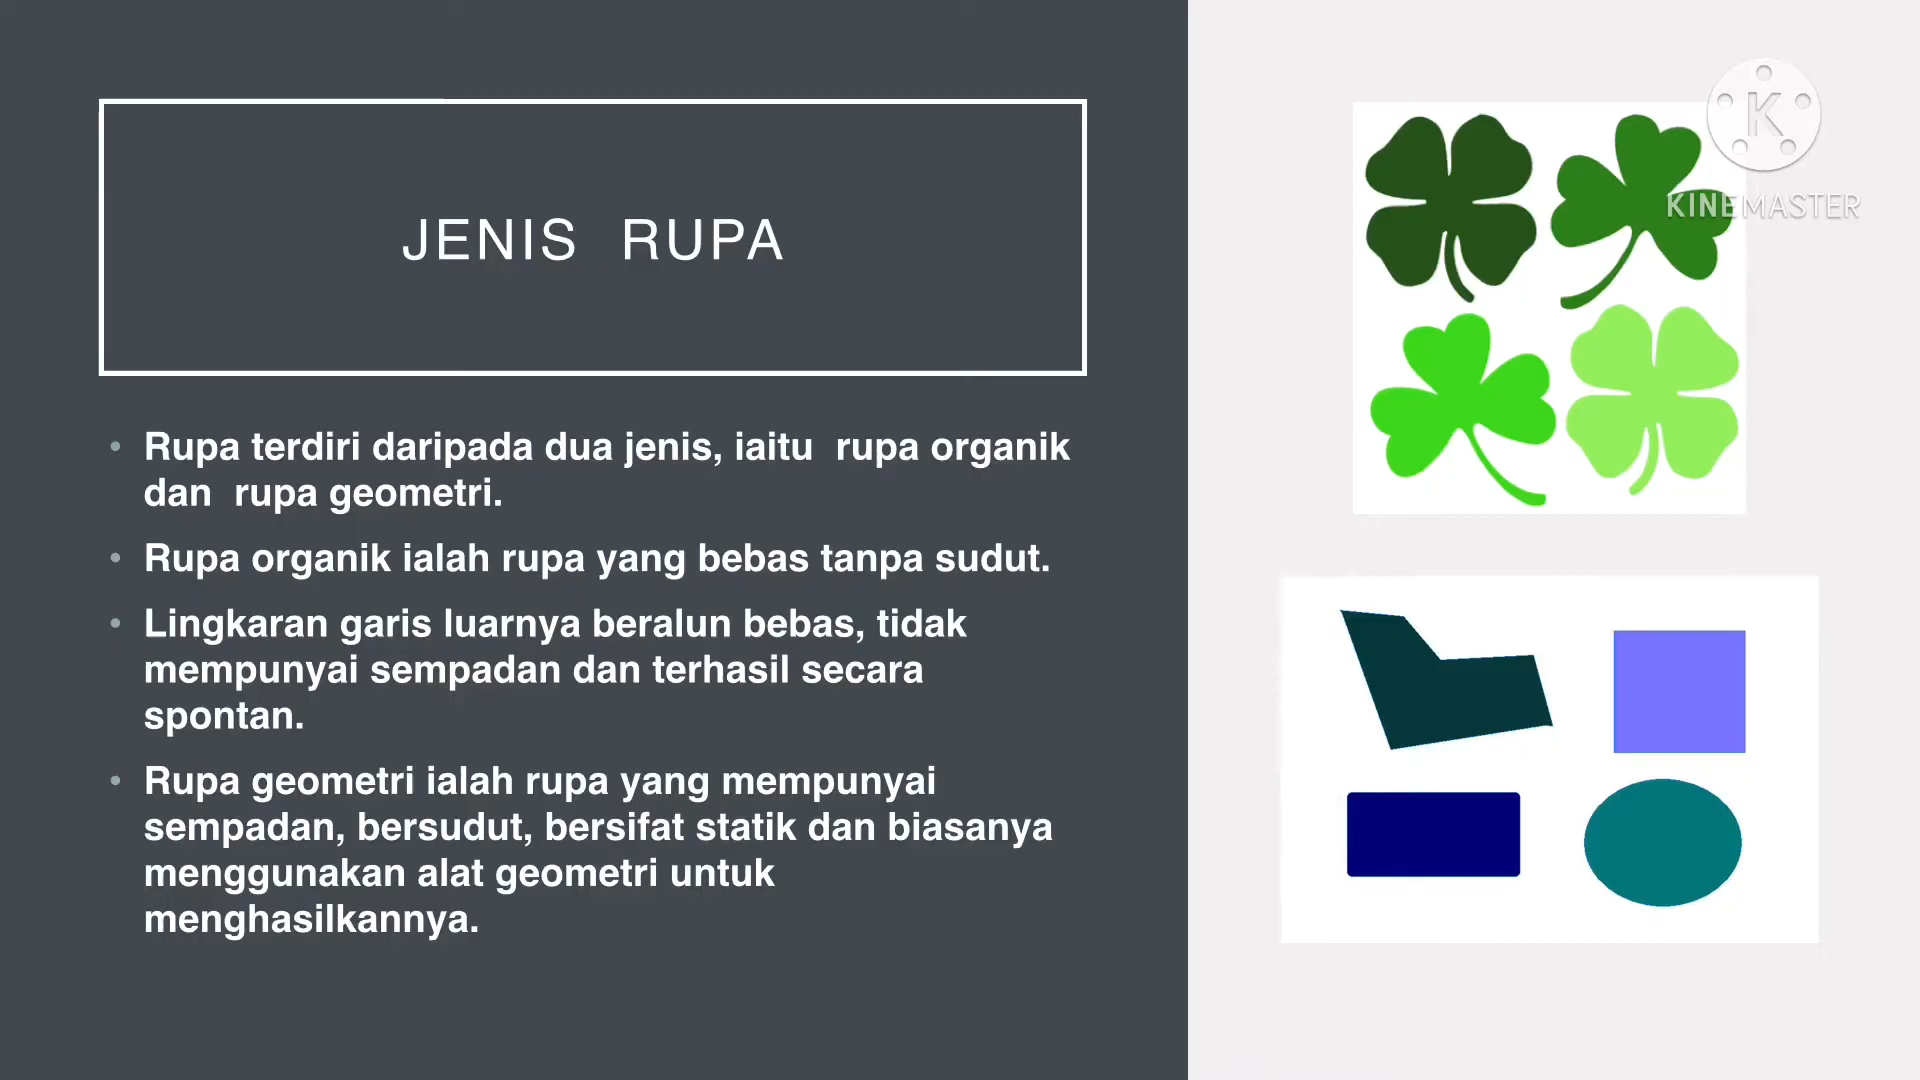 JENIS RUPA
Rupa terdiri daripada dua jenis, iaitu rupa organik
dan rupa geometri.
Rupa organik ialah rupa yang bebas tanpa sudut.
Lingkaran garis luarnya beralun bebas, tidak
mempunyai sempadan dan terhasil secara
spontan.
Rupa geometri ialah rupa yang mempunyai
sempadan, bersudut, bersifat statik dan biasanya
menggunakan alat geometri untuk
menghasilkannya.
K
KINEMASTER